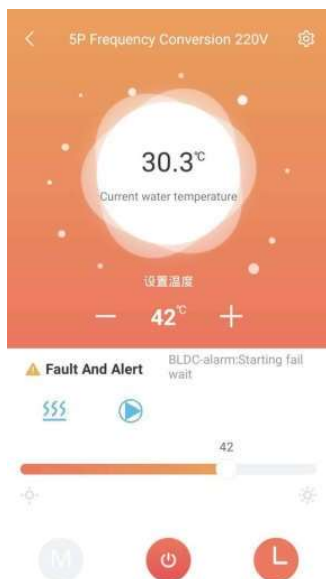 5P Frequency Conversion 220V
30.3℃
Current water temperature
设置温度
42℃
Fault And Alert
BLDC-alarm:Starting fail
wait
42
M